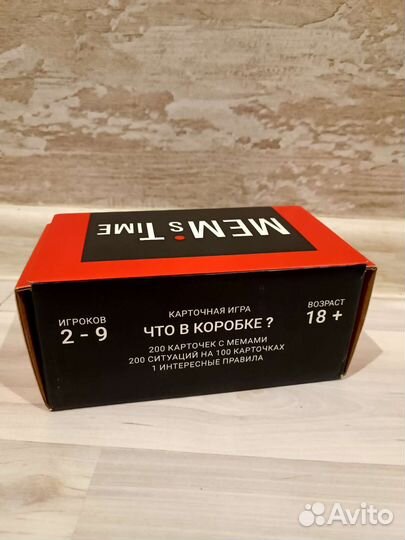 MEM'S TIME
КАРТОЧНАЯ ИГРА
ИГРОКОВ
2 - 9
ЧТО В КОРОБКЕ ?
ВОЗРАСТ
18 +
200 КАРТОЧЕК С МЕМАМИ
200 СИТУАЦИЙ НА 100 КАРТОЧКАХ
1 ИНТЕРЕСНЫЕ ПРАВИЛА
Avito